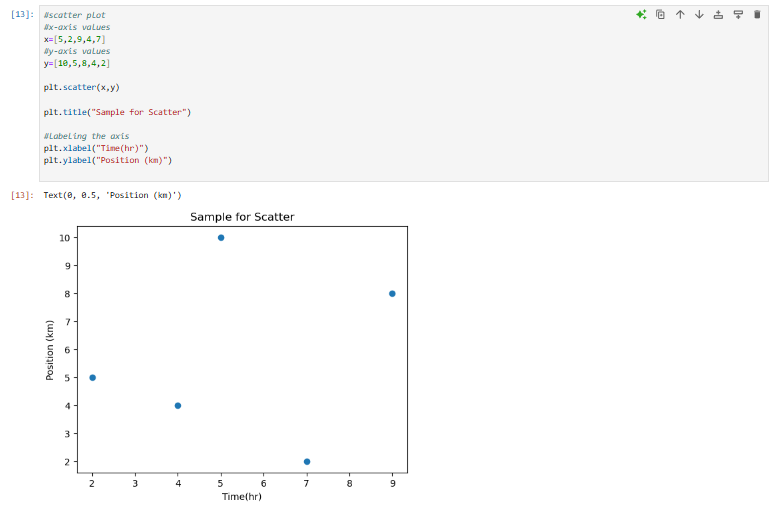 [13]: #scatter plot
#x-axis values
x=[5,2,9,4,7]
#y-axis values
y=[10,5,8,4,2]
plt.scatter(x,y)
plt.title("Sample for Scatter")
#Labeling the axis
plt.xlabel("Time(hr)")
plt.ylabel("Position (km)")
[13]: Text(0, 0.5, 'Position (km)')
Sample for Scatter
10
9
8
7
6
5
4
3
2
Position (km)
2 3 4 5 6 7 8 9
Time(hr)